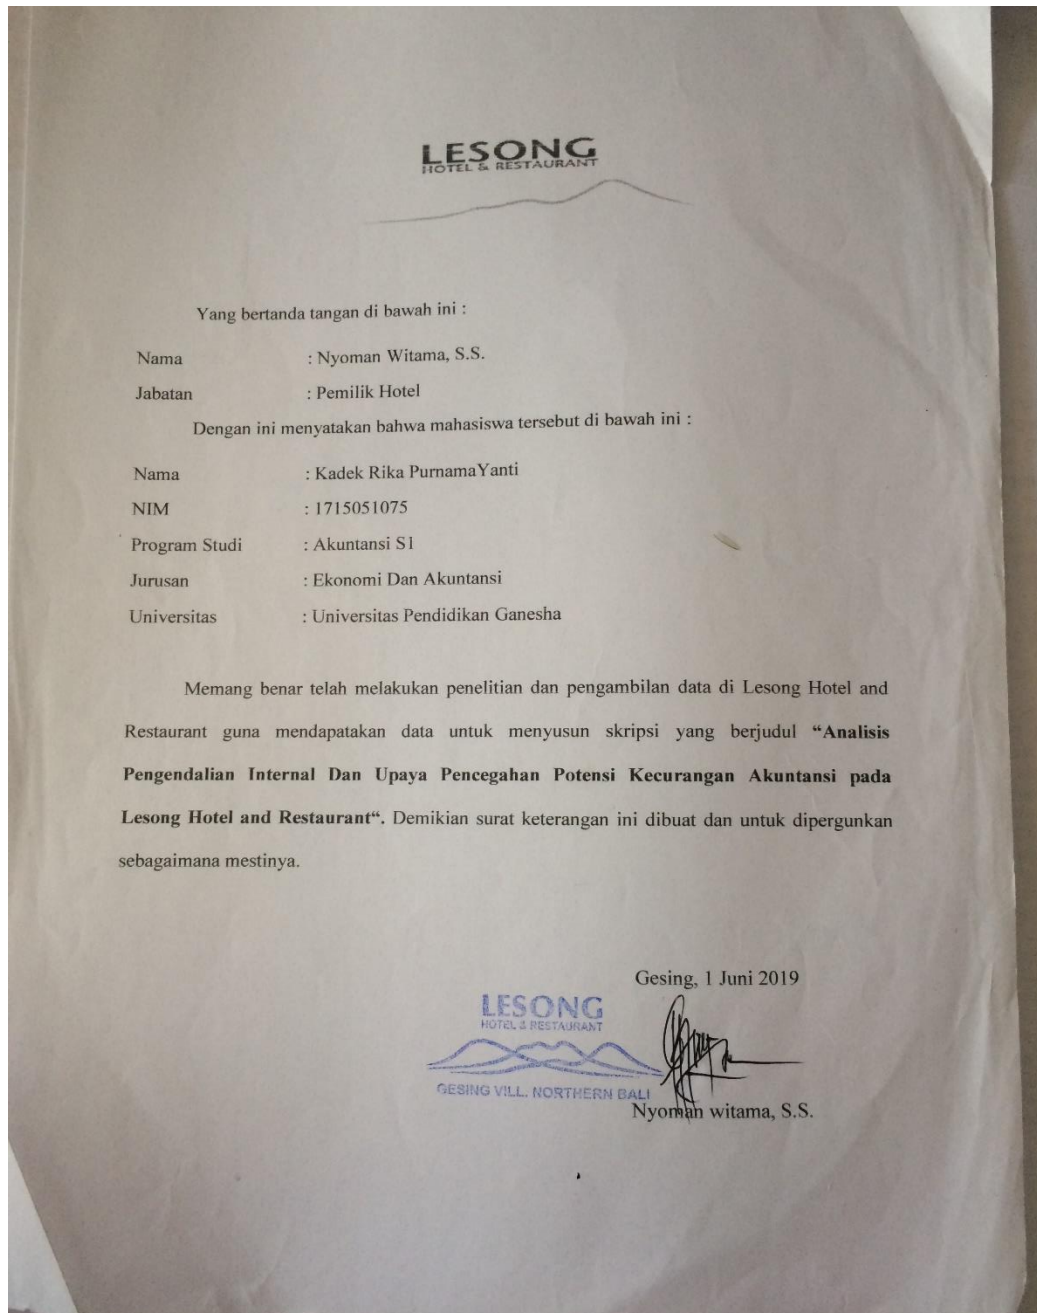 LESONG
HOTEL & RESTAURANT
Yang bertanda tangan di bawah ini :
Nama : Nyoman Witama, S.S.
Jabatan : Pemilik Hotel
Dengan ini menyatakan bahwa mahasiswa tersebut di bawah ini :
Nama : Kadek Rika PurnamaYanti
NIM : 1715051075
Program Studi : Akuntansi S1
Jurusan : Ekonomi Dan Akuntansi
Universitas : Universitas Pendidikan Ganesha
Memang benar telah melakukan penelitian dan pengambilan data di Lesong Hotel and
Restaurant guna mendapatakan data untuk menyusun skripsi yang berjudul “Analisis
Pengendalian Internal Dan Upaya Pencegahan Potensi Kecurangan Akuntansi pada
Lesong Hotel and Restaurant“. Demikian surat keterangan ini dibuat dan untuk dipergunkan
sebagaimana mestinya.
Gesing, 1 Juni 2019
LESONG
HOTEL & RESTAURANT
GESING VILL. NORTHERN BALI
Nyoman witama, S.S.